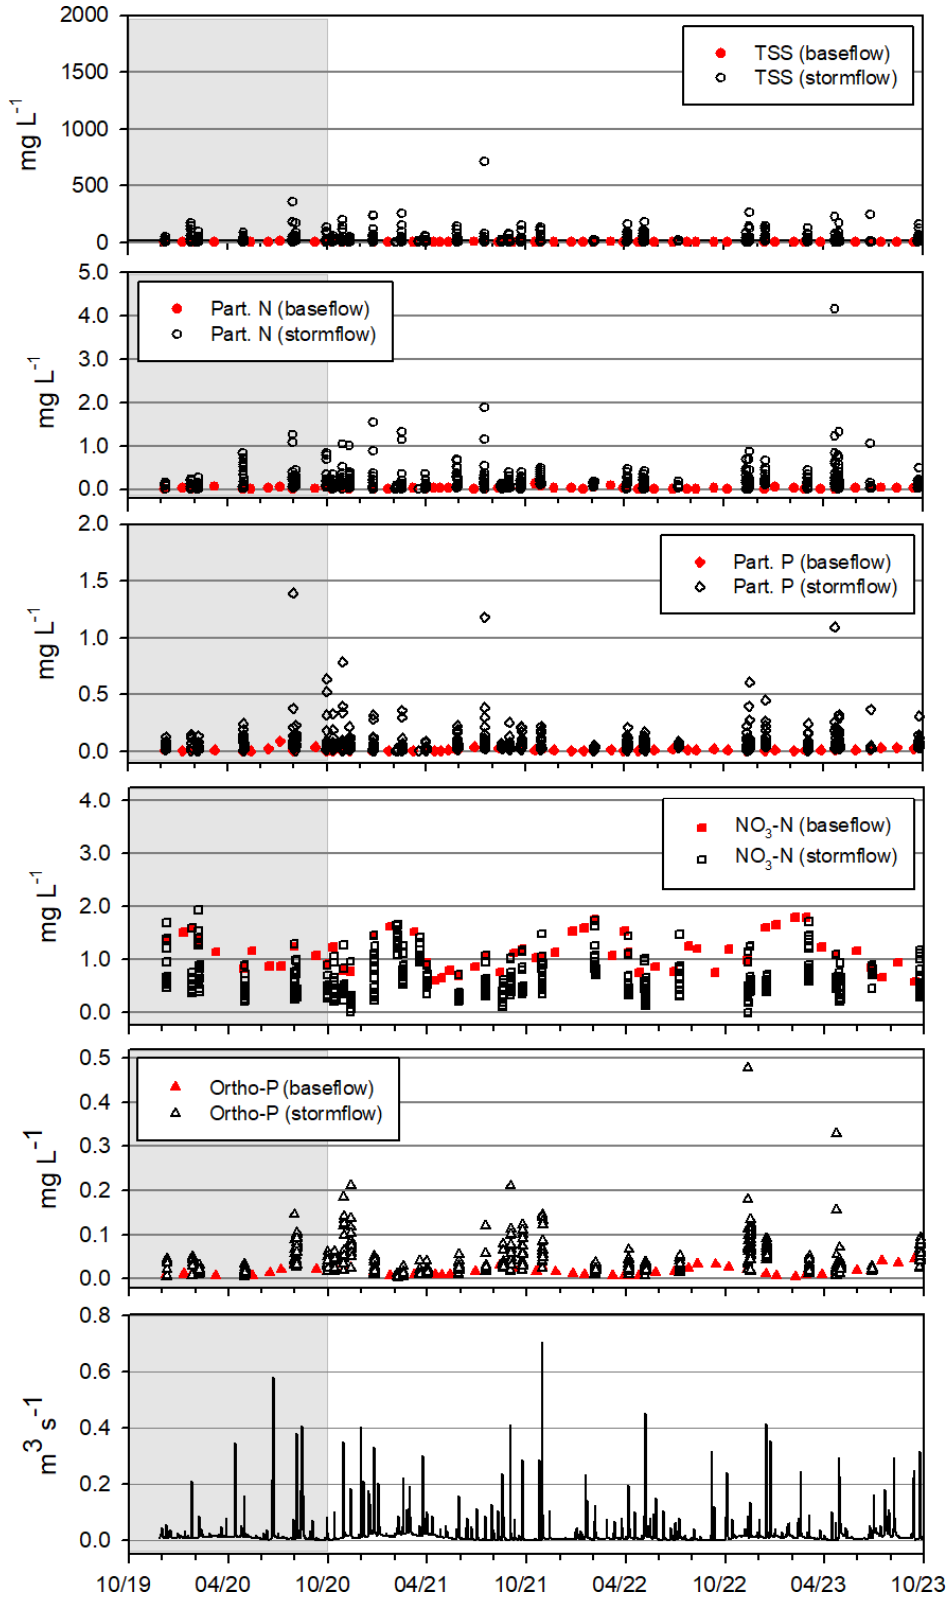 2000
1500
1000
500
0
mg L-1
TSS (baseflow)
TSS (stormflow)
5.0
4.0
3.0
2.0
1.0
0.0
mg L-1
Part. N (baseflow)
Part. N (stormflow)
2.0
1.5
1.0
0.5
0.0
mg L-1
Part. P (baseflow)
Part. P (stormflow)
4.0
3.0
2.0
1.0
0.0
mg L-1
NO3-N (baseflow)
NO3-N (stormflow)
0.5
0.4
0.3
0.2
0.1
0.0
mg L-1
Ortho-P (baseflow)
Ortho-P (stormflow)
0.8
0.6
0.4
0.2
0.0
m3 s-1
10/19 04/20 10/20 04/21 10/21 04/22 10/22 04/23 10/23